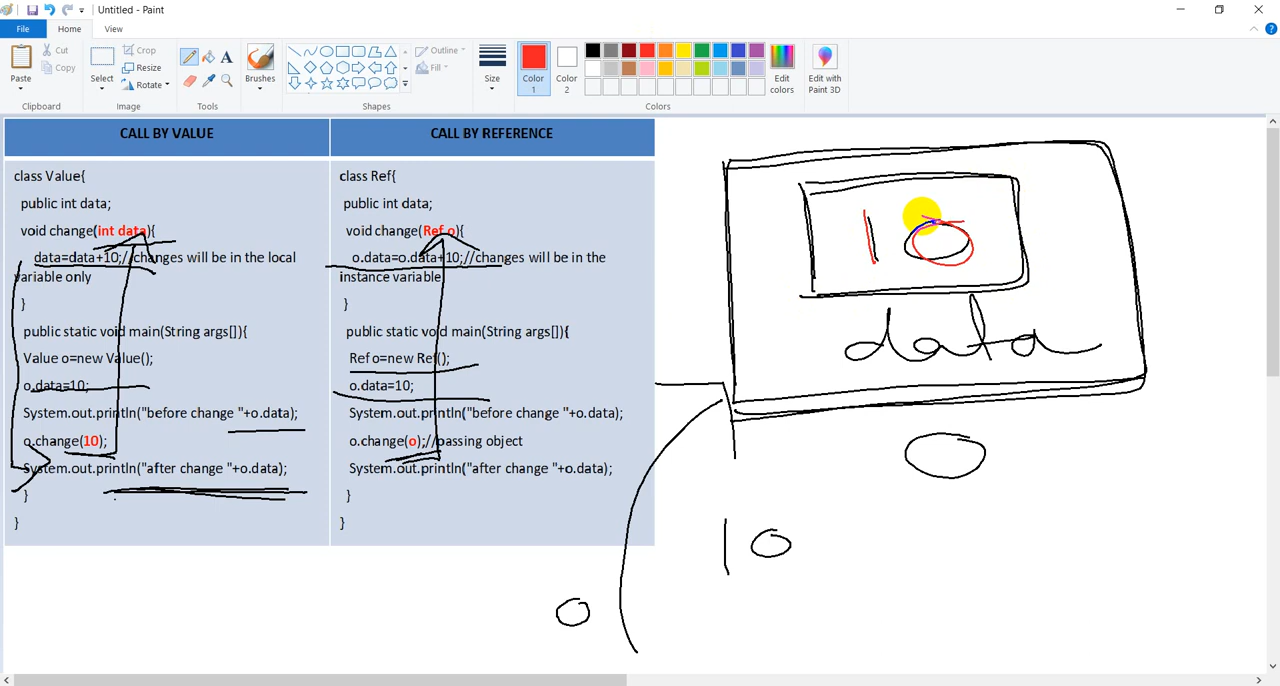 Untitled - Paint
File Home View
Paste Cut Copy Select Crop Resize Rotate Brushes Outline Fill Size Color 1 Color 2 Edit colors Edit with Paint 3D
Clipboard Image Tools Shapes Colors
CALL BY VALUE
class Value{
public int data;
void change(int data){
data=data+10;//changes will be in the local
variable only
}
public static void main(String args[]){
Value o=new Value();
o.data=10;
System.out.println("before change "+o.data);
o.change(10);
System.out.println("after change "+o.data);
}
}
CALL BY REFERENCE
class Ref{
public int data;
void change(Ref o){
o.data=o.data+10;//changes will be in the
instance variable
}
public static void main(String args[]){
Ref o=new Ref();
o.data=10;
System.out.println("before change "+o.data);
o.change(o);//passing object
System.out.println("after change "+o.data);
}
}
10
data
o
10
o